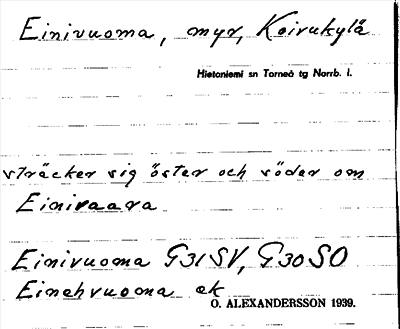 Einivuoma, myr, Koivukylä
Hietaniemi sn Torneå tg Norrb. l.
sträcker sig öster och söder om
Einivaara
Einivuoma G31SV, G30SO
Einehvuoma ek
O. ALEXANDERSSON 1939.